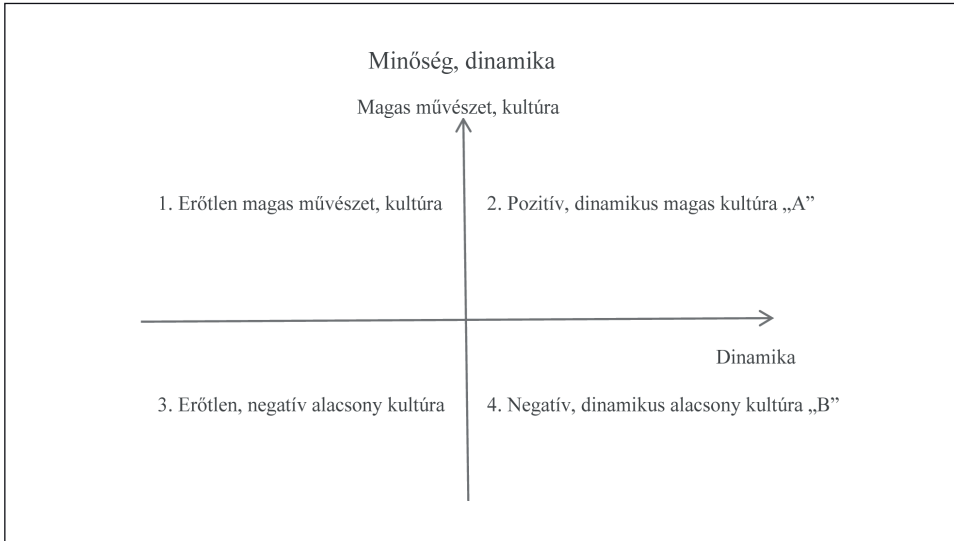 Minőség, dinamika
Magas művészet, kultúra
1. Erőtlen magas művészet, kultúra
2. Pozitív, dinamikus magas kultúra „A”
Dinamika
3. Erőtlen, negatív alacsony kultúra
4. Negatív, dinamikus alacsony kultúra „B”